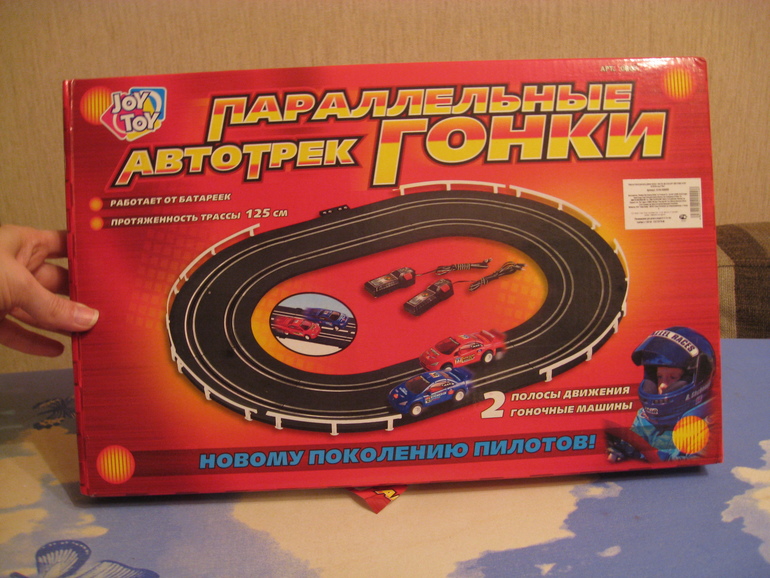 JOY
TOY
ПАРАЛЛЕЛЬНЫЕ
АВТОТРЕК ГОНКИ
РАБОТАЕТ ОТ БАТАРЕЕК
ПРОТЯЖЕННОСТЬ ТРАССЫ 125 СМ
2 ПОЛОСЫ ДВИЖЕНИЯ
ГОНОЧНЫЕ МАШИНЫ
НОВОМУ ПОКОЛЕНИЮ ПИЛОТОВ!